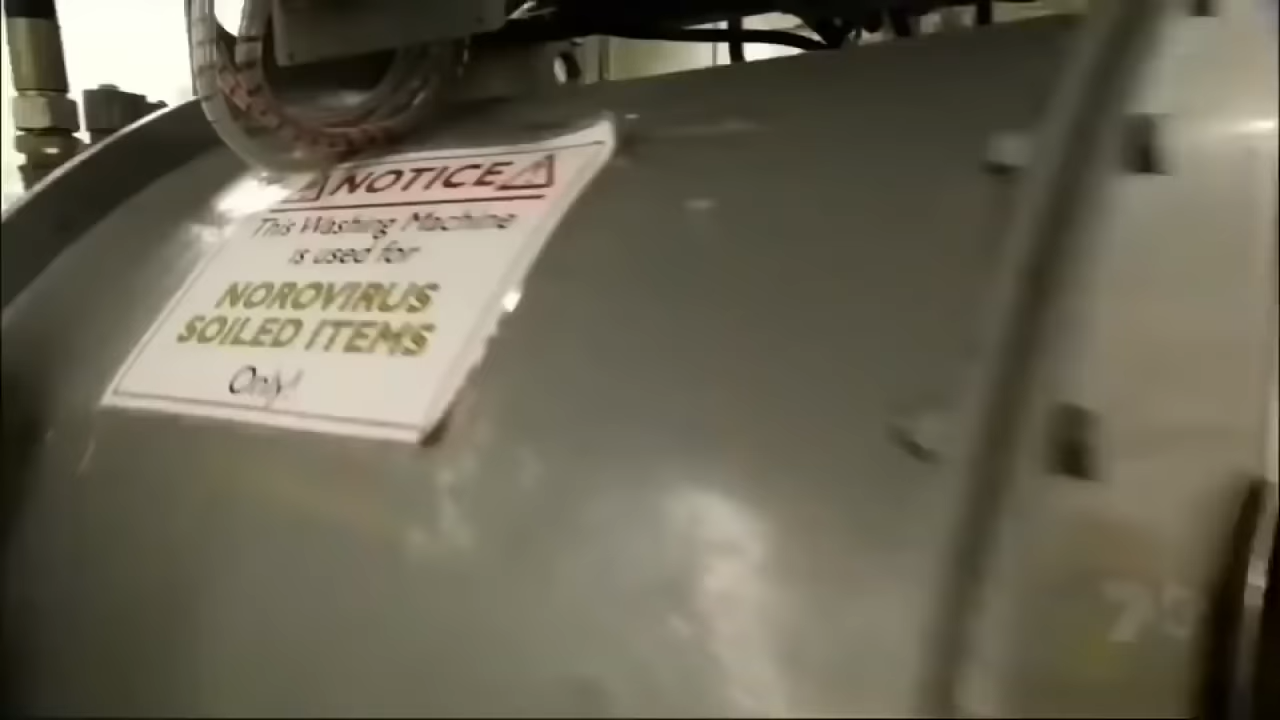 NOTICE
This Washing Machine
is used for
NOROVIRUS
SOILED ITEMS
Only!